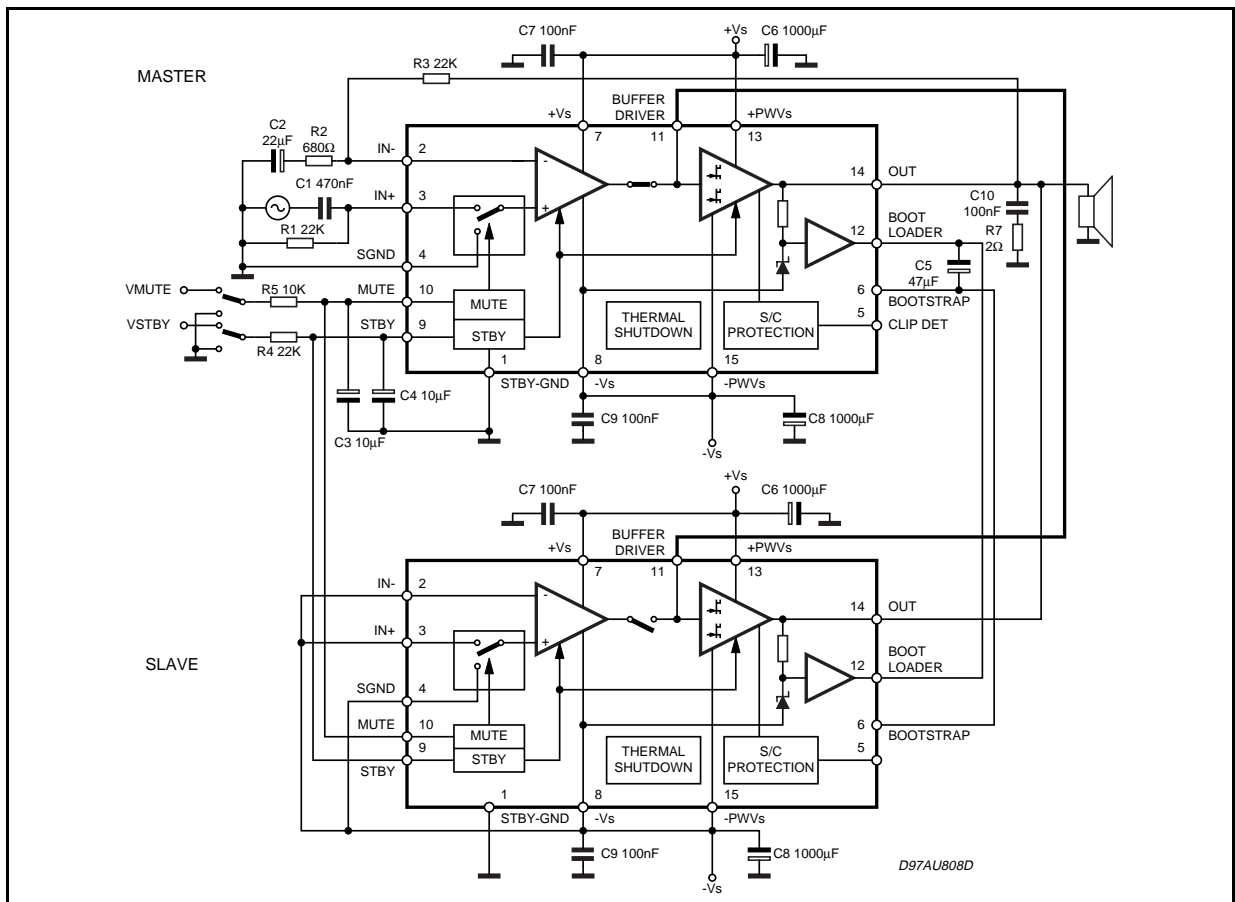 C7 100nF
+Vs
C6 1000μF
MASTER
R3 22K
BUFFER
DRIVER
+Vs
+PWVs
7
11
13
C2
22μF
R2
680Ω
IN-
2
-
14
OUT
C1 470nF
IN+
3
+
C10
100nF
R1 22K
BOOT
LOADER
12
R7
2Ω
SGND
4
C5
47μF
VMUTE
R5 10K
MUTE
10
MUTE
THERMAL
SHUTDOWN
S/C
PROTECTION
6
BOOTSTRAP
VSTBY
STBY
9
STBY
5
CLIP DET
R4 22K
1
8
15
STBY-GND
-Vs
-PWVs
C4 10μF
C3 10μF
C9 100nF
C8 1000μF
-Vs
C7 100nF
+Vs
C6 1000μF
BUFFER
DRIVER
+Vs
+PWVs
7
11
13
IN-
2
-
14
OUT
IN+
3
+
SLAVE
BOOT
LOADER
12
SGND
4
MUTE
10
MUTE
THERMAL
SHUTDOWN
S/C
PROTECTION
6
BOOTSTRAP
9
STBY
5
STBY
1
8
15
STBY-GND
-Vs
-PWVs
C9 100nF
C8 1000μF
-Vs
D97AU808D